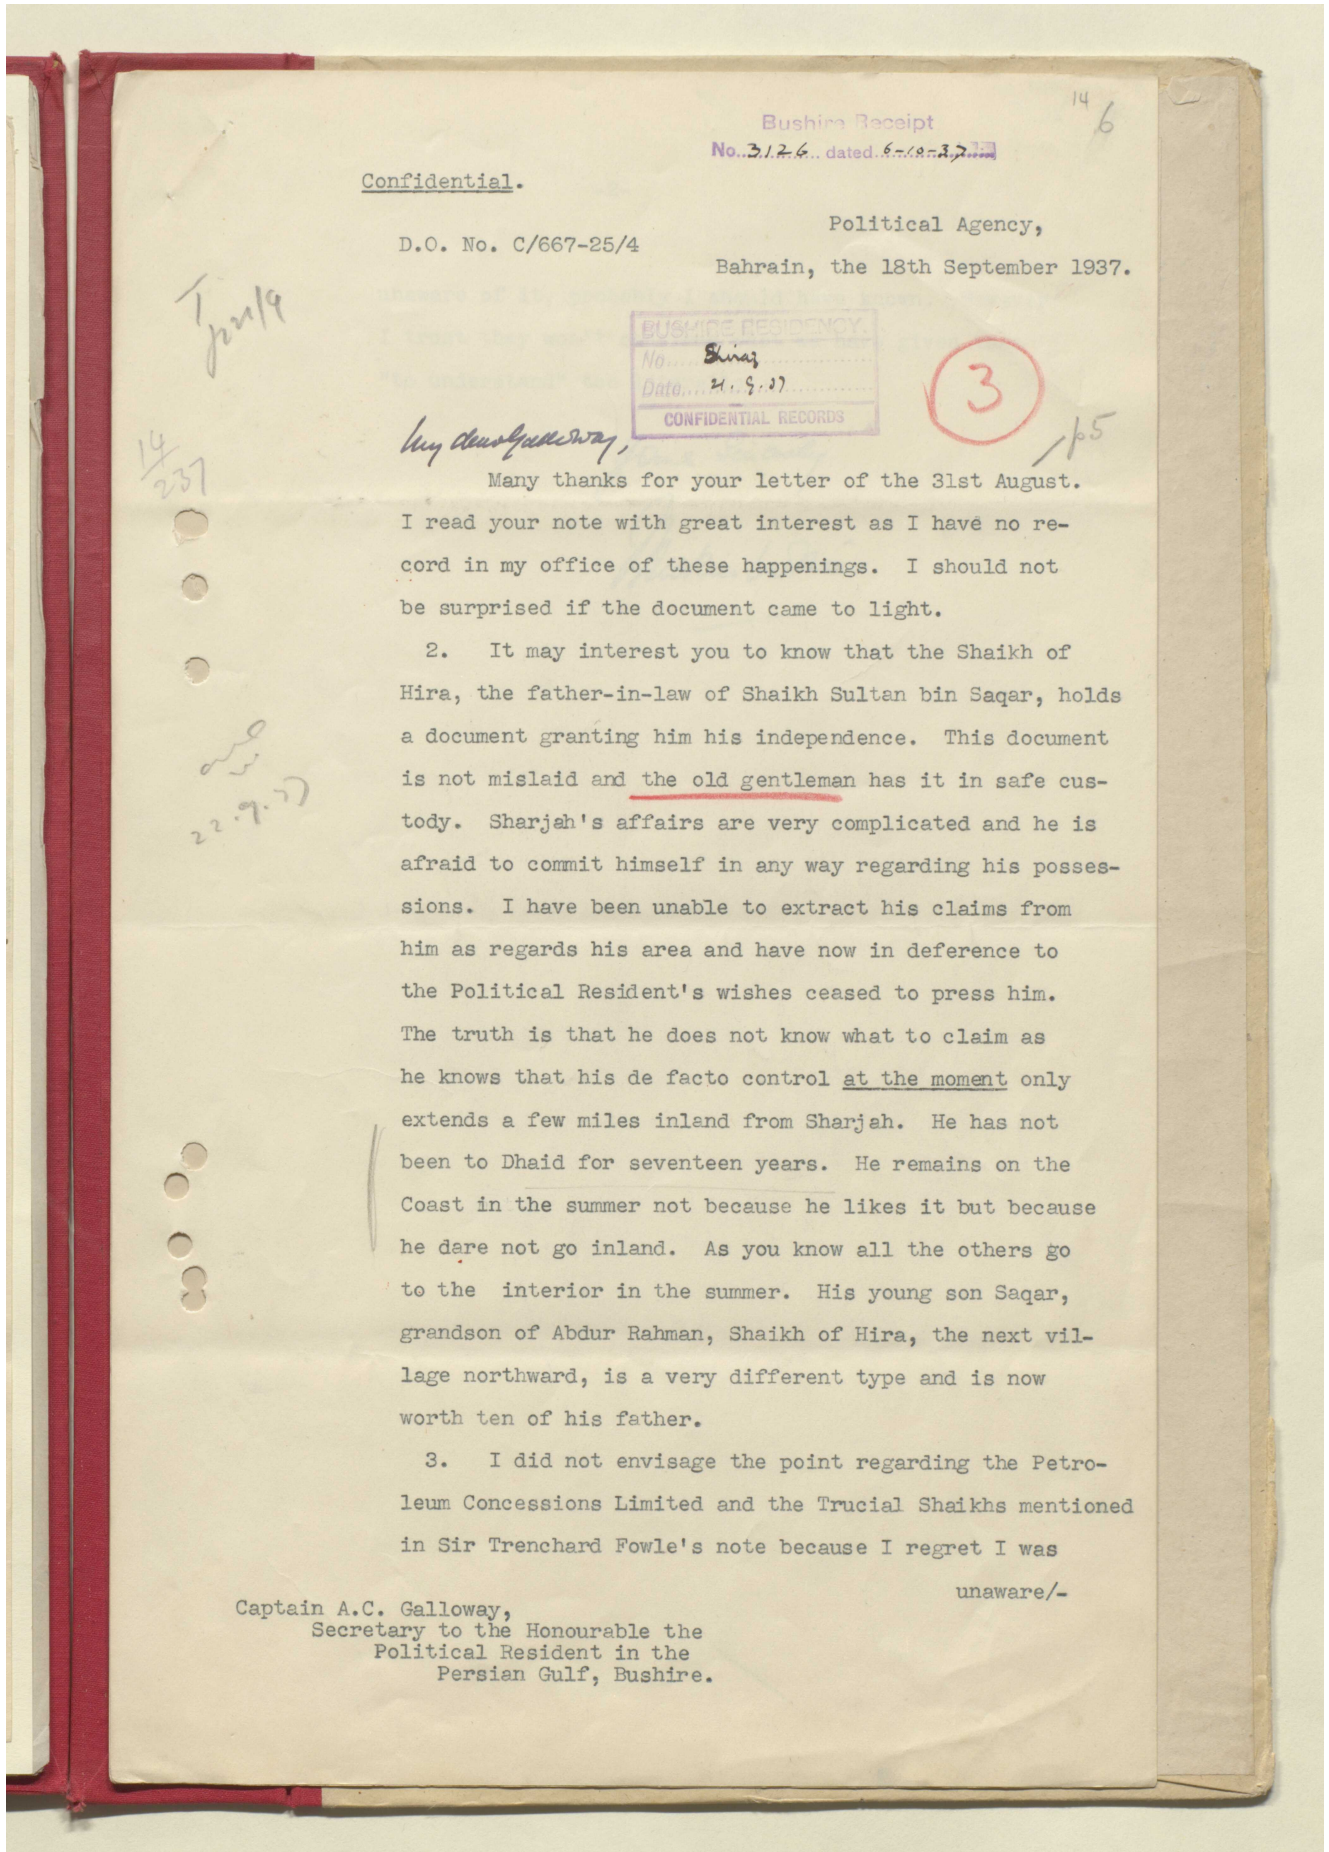 14
6
Bushire Receipt
No. 3126 dated 6-10-37
Confidential.
Political Agency,
D.O. No. C/667-25/4
Bahrain, the 18th September 1937.
BUSHIRE RESIDENCY.
No. Shiraz
Date. 21.9.37
CONFIDENTIAL RECORDS
3
My dear Galloway,
p5
14
237
Many thanks for your letter of the 31st August.
I read your note with great interest as I have no re-
cord in my office of these happenings. I should not
be surprised if the document came to light.
2. It may interest you to know that the Shaikh of
Hira, the father-in-law of Shaikh Sultan bin Saqar, holds
a document granting him his independence. This document
is not mislaid and the old gentleman has it in safe cus-
22.9.37
tody. Sharjah's affairs are very complicated and he is
afraid to commit himself in any way regarding his posses-
sions. I have been unable to extract his claims from
him as regards his area and have now in deference to
the Political Resident's wishes ceased to press him.
The truth is that he does not know what to claim as
he knows that his de facto control at the moment only
extends a few miles inland from Sharjah. He has not
been to Dhaid for seventeen years. He remains on the
Coast in the summer not because he likes it but because
he dare not go inland. As you know all the others go
to the interior in the summer. His young son Saqar,
grandson of Abdur Rahman, Shaikh of Hira, the next vil-
lage northward, is a very different type and is now
worth ten of his father.
3. I did not envisage the point regarding the Petro-
leum Concessions Limited and the Trucial Shaikhs mentioned
in Sir Trenchard Fowle's note because I regret I was
unaware/-
Captain A.C. Galloway,
Secretary to the Honourable the
Political Resident in the
Persian Gulf, Bushire.